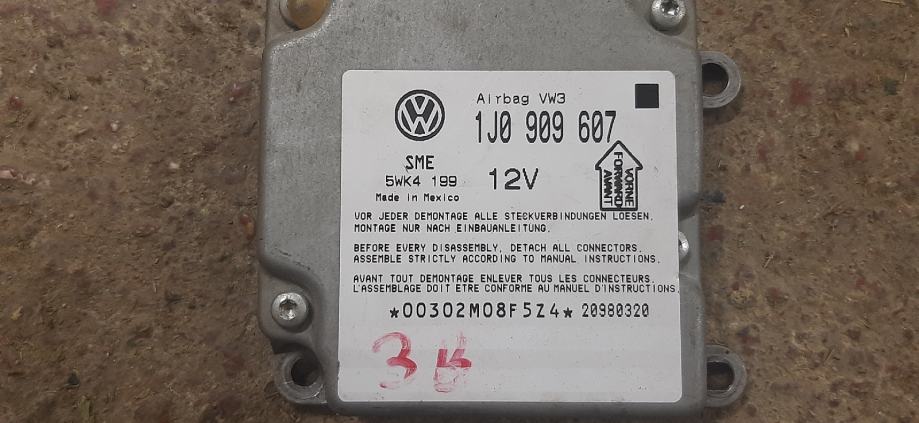 Airbag VW3
1J0 909 607
SME
5WK4 199
12V
Made in Mexico
VORNE
FORWARD
AVANT
VOR JEDER DEMONTAGE ALLE STECKVERBINDUNGEN LOESEN.
MONTAGE NUR NACH EINBAUANLEITUNG.
BEFORE EVERY DISASSEMBLY, DETACH ALL CONNECTORS.
ASSEMBLE STRICTLY ACCORDING TO MANUAL INSTRUCTIONS.
AVANT TOUT DEMONTAGE ENLEVER TOUS LES CONNECTEURS.
L'ASSEMBLAGE DOIT ETRE CONFORME AU MANUEL D'INSTRUCTIONS.
*00302M08F5Z4* 20980320
3